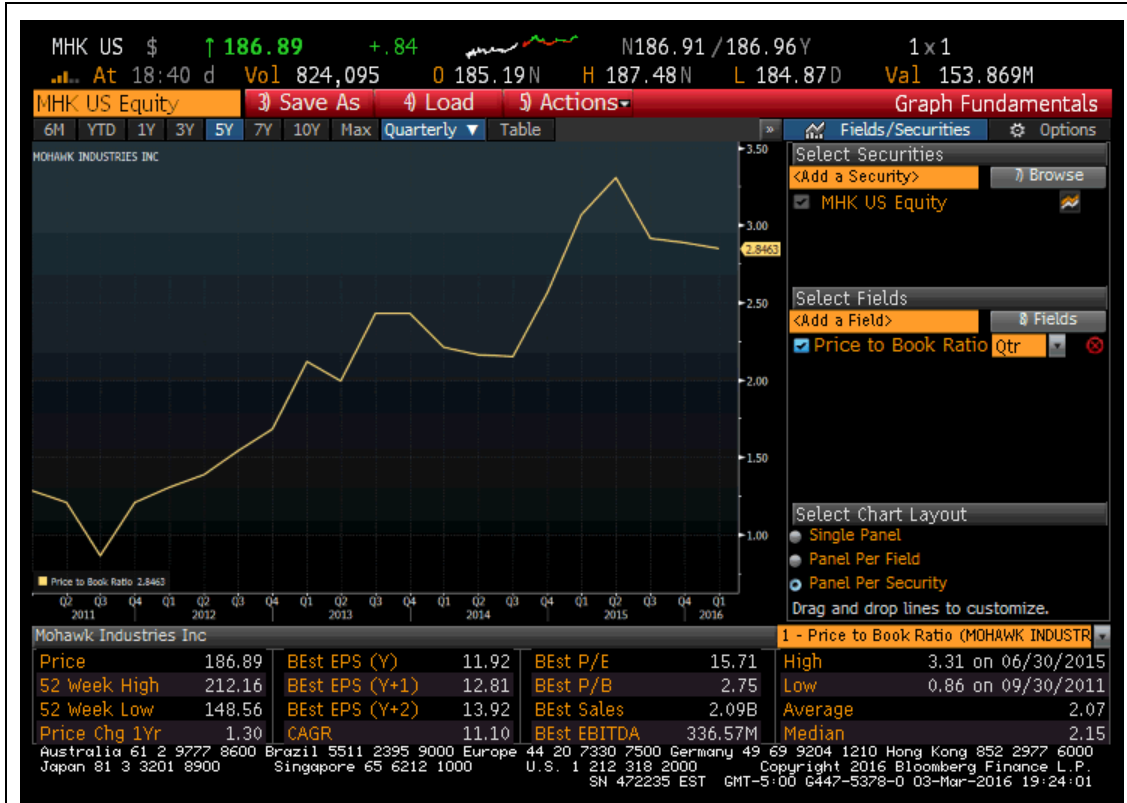 MHK US $ ↑ 186.89 +.84 N186.91/186.96Y 1×1
At 18:40 d Vol 824,095 O 185.19N H 187.48N L 184.87D Val 153.869M
MHK US Equity 3) Save As 4) Load 5) Actions Graph Fundamentals
6M YTD 1Y 3Y 5Y 7Y 10Y Max Quarterly ▼ Table » Fields/Securities Options
MOHAWK INDUSTRIES INC
3.50
3.00
2.8463
2.50
2.00
1.50
1.00
Price to Book Ratio 2.8463
Q2 Q3 Q4 Q1 Q2 Q3 Q4 Q1 Q2 Q3 Q4 Q1 Q2 Q3 Q4 Q1 Q2 Q3 Q4 Q1
2011 2012 2013 2014 2015 2016
Select Securities
<Add a Security> 7) Browse
MHK US Equity
Select Fields
<Add a Field> 8) Fields
Price to Book Ratio Qtr
Select Chart Layout
Single Panel
Panel Per Field
Panel Per Security
Drag and drop lines to customize.
Mohawk Industries Inc 1 - Price to Book Ratio (MOHAWK INDUSTR
Price 186.89 BEst EPS (Y) 11.92 BEst P/E 15.71 High 3.31 on 06/30/2015
52 Week High 212.16 BEst EPS (Y+1) 12.81 BEst P/B 2.75 Low 0.86 on 09/30/2011
52 Week Low 148.56 BEst EPS (Y+2) 13.92 BEst Sales 2.09B Average 2.07
Price Chg 1Yr 1.30 CAGR 11.10 BEst EBITDA 336.57M Median 2.15
Australia 61 2 9777 8600 Brazil 5511 2395 9000 Europe 44 20 7330 7500 Germany 49 69 9204 1210 Hong Kong 852 2977 6000
Japan 81 3 3201 8900 Singapore 65 6212 1000 U.S. 1 212 318 2000 Copyright 2016 Bloomberg Finance L.P.
SN 472235 EST GMT-5:00 G447-5378-0 03-Mar-2016 19:24:01